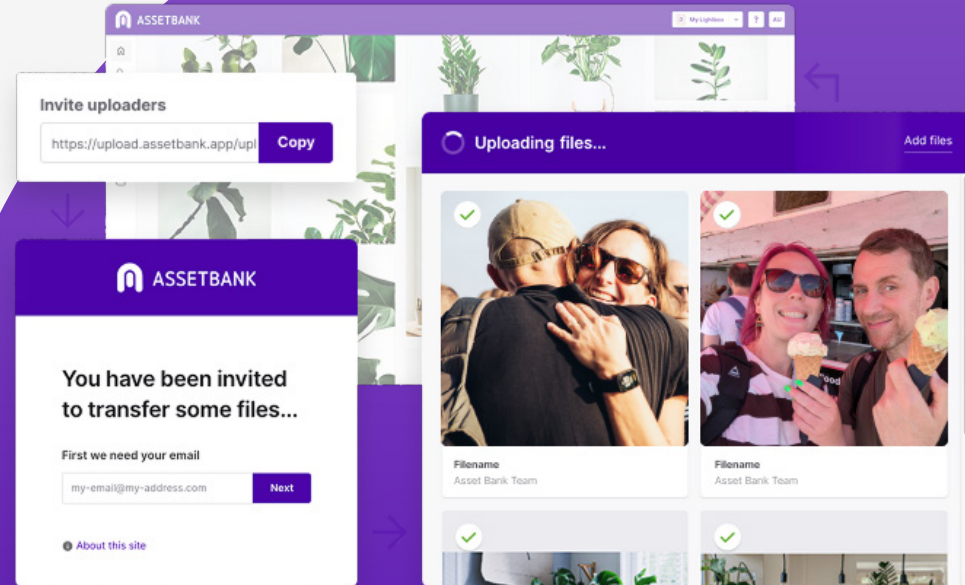 ASSETBANK
My Lightbox
?
AU
Invite uploaders
https://upload.assetbank.app/upl
Copy
Uploading files...
Add files
ASSETBANK
You have been invited
to transfer some files...
First we need your email
my-email@my-address.com
Next
About this site
Filename
Asset Bank Team
Filename
Asset Bank Team